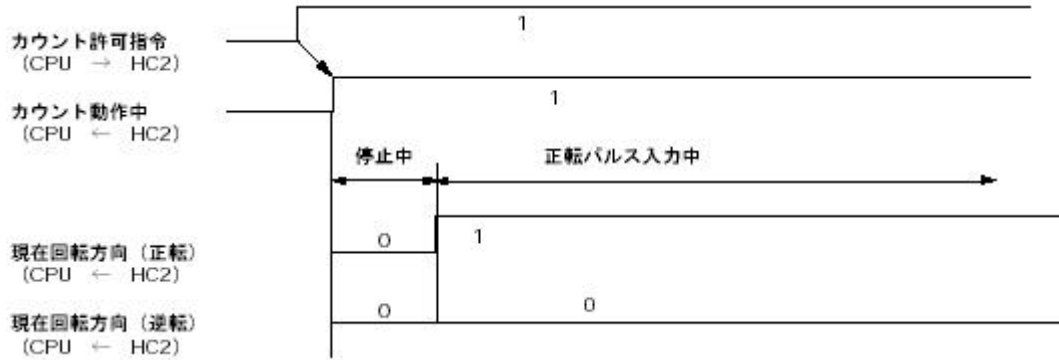 1
カウント許可指令
(CPU → HC2)
1
カウント動作中
(CPU ← HC2)
停止中 正転パルス入力中
0 1
現在回転方向（正転）
(CPU ← HC2)
0 0
現在回転方向（逆転）
(CPU ← HC2)